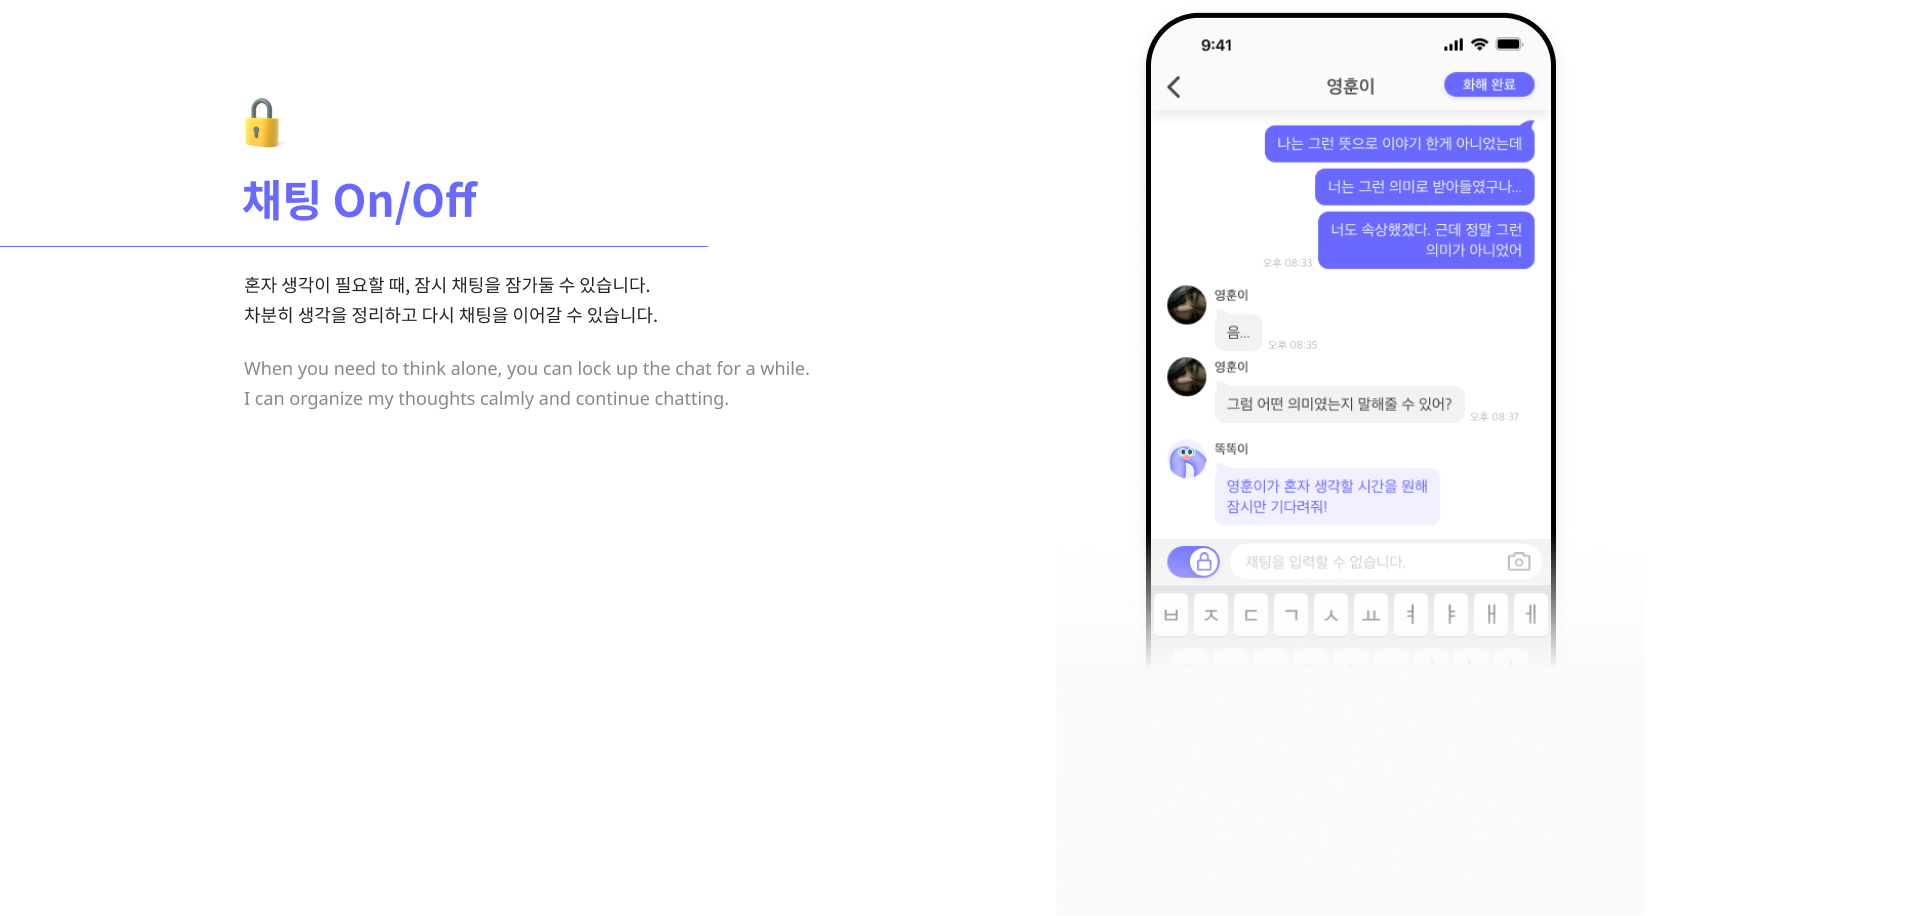 채팅 On/Off
혼자 생각이 필요할 때, 잠시 채팅을 잠가둘 수 있습니다.
차분히 생각을 정리하고 다시 채팅을 이어갈 수 있습니다.
When you need to think alone, you can lock up the chat for a while.
I can organize my thoughts calmly and continue chatting.
9:41
영훈이
화해 완료
나는 그런 뜻으로 이야기 한게 아니었는데
너는 그런 의미로 받아들였구나...
너도 속상했겠다. 근데 정말 그런
의미가 아니었어
오후 08:33
영훈이
음...
오후 08:35
영훈이
그럼 어떤 의미였는지 말해줄 수 있어?
오후 08:37
똑똑이
영훈이가 혼자 생각할 시간을 원해
잠시만 기다려줘!
채팅을 입력할 수 없습니다.
ㅂ ㅈ ㄷ ㄱ ㅅ ㅛ ㅕ ㅑ ㅐ ㅔ